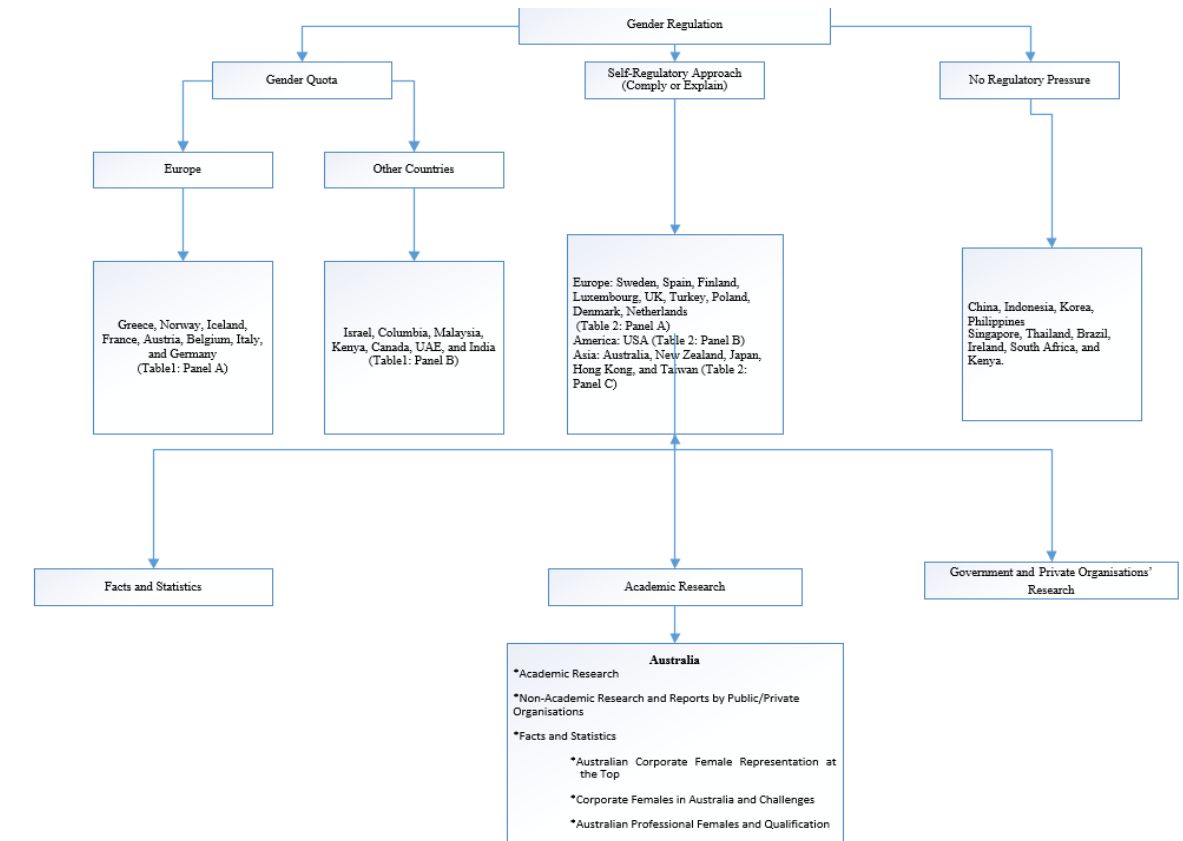 Gender Regulation
Gender Quota
Self-Regulatory Approach
(Comply or Explain)
No Regulatory Pressure
Europe
Other Countries
Greece, Norway, Iceland,
France, Austria, Belgium, Italy,
and Germany
(Table1: Panel A)
Israel, Columbia, Malaysia,
Kenya, Canada, UAE, and India
(Table1: Panel B)
Europe: Sweden, Spain, Finland,
Luxembourg, UK, Turkey, Poland,
Denmark, Netherlands
(Table 2: Panel A)
America: USA (Table 2: Panel B)
Asia: Australia, New Zealand, Japan,
Hong Kong, and Taiwan (Table 2:
Panel C)
China, Indonesia, Korea,
Philippines
Singapore, Thailand, Brazil,
Ireland, South Africa, and
Kenya.
Facts and Statistics
Academic Research
Government and Private Organisations’
Research
Australia
*Academic Research
*Non-Academic Research and Reports by Public/Private
Organisations
*Facts and Statistics
*Australian Corporate Female Representation at
the Top
*Corporate Females in Australia and Challenges
*Australian Professional Females and Qualification